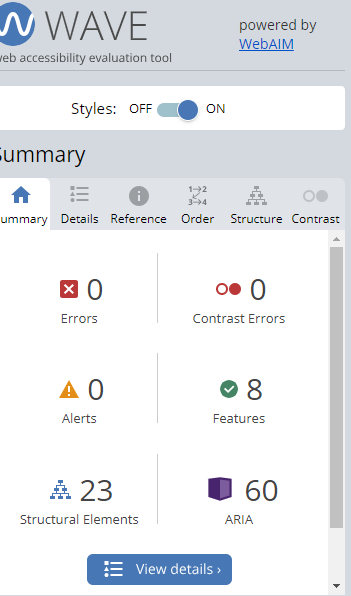 WAVE
web accessibility evaluation tool
powered by
WebAIM
Styles: OFF ON
Summary
Summary Details Reference Order Structure Contrast
0
Errors
0
Contrast Errors
0
Alerts
8
Features
23
Structural Elements
60
ARIA
View details ›